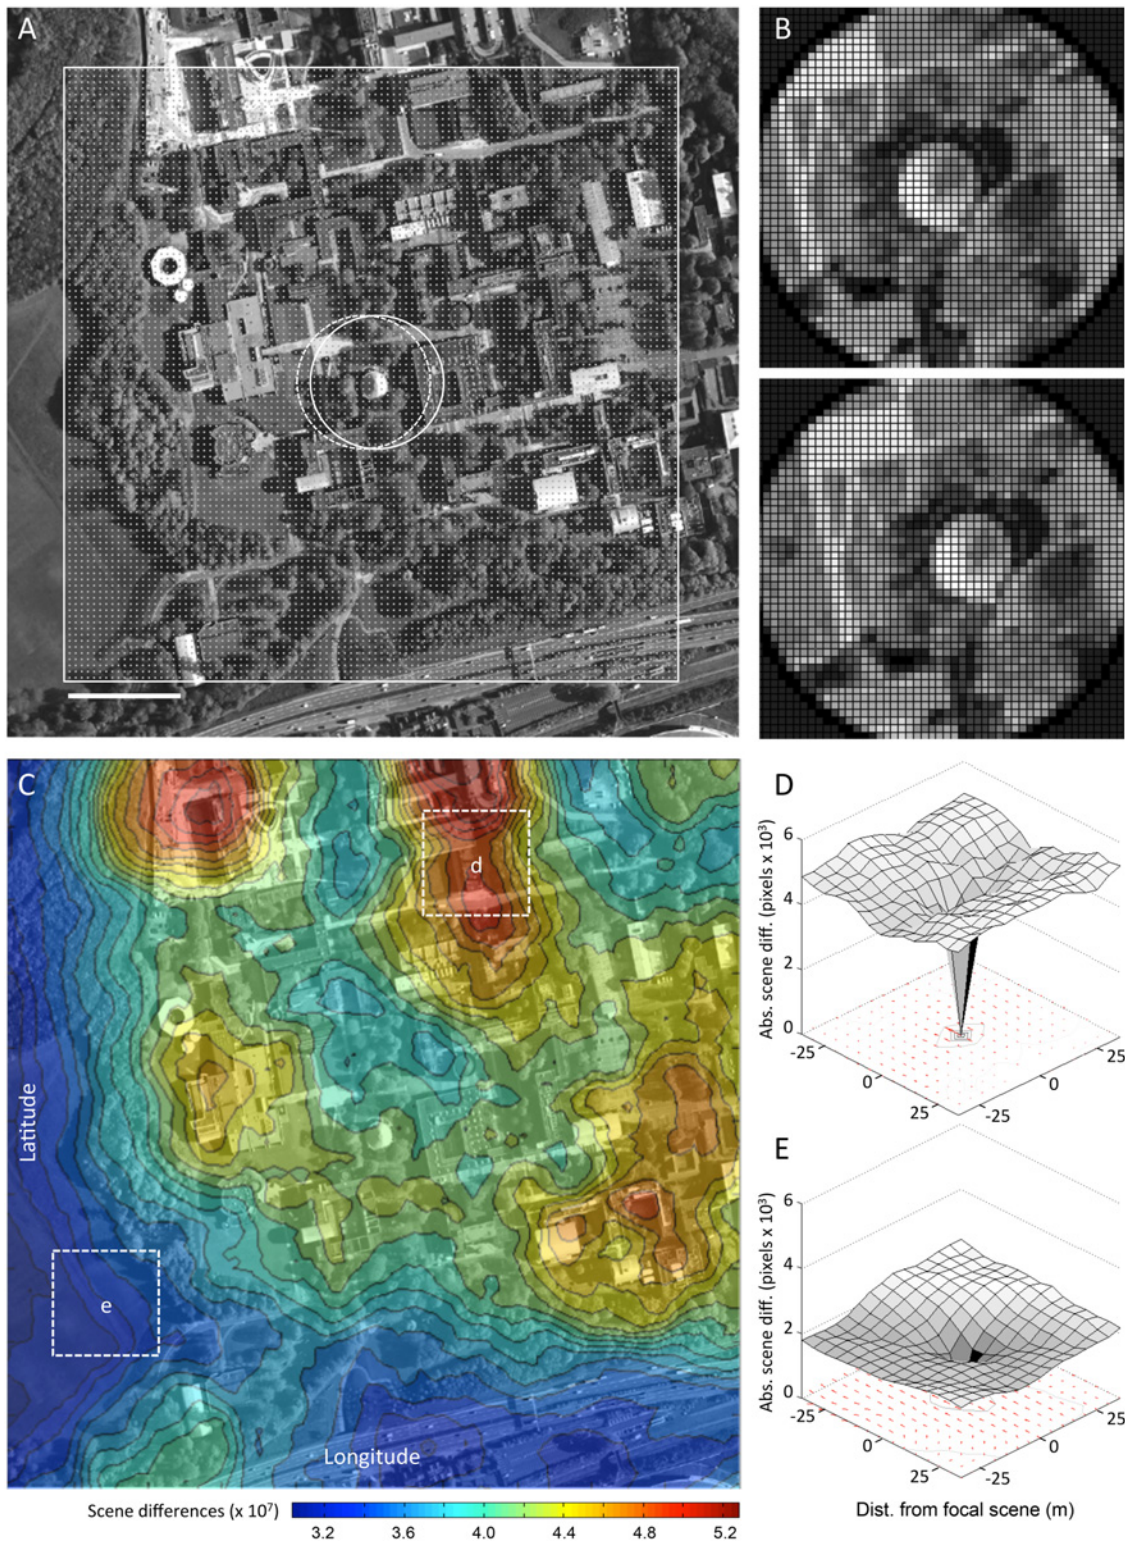 A
B
C
d
e
Latitude
Longitude
Scene differences (x 10⁷)
3.2 3.6 4.0 4.4 4.8 5.2
D
Abs. scene diff. (pixels x 10³)
6
4
2
0
-25
0
25
-25
0
25
E
Abs. scene diff. (pixels x 10³)
6
4
2
0
-25
0
25
-25
0
25
Dist. from focal scene (m)